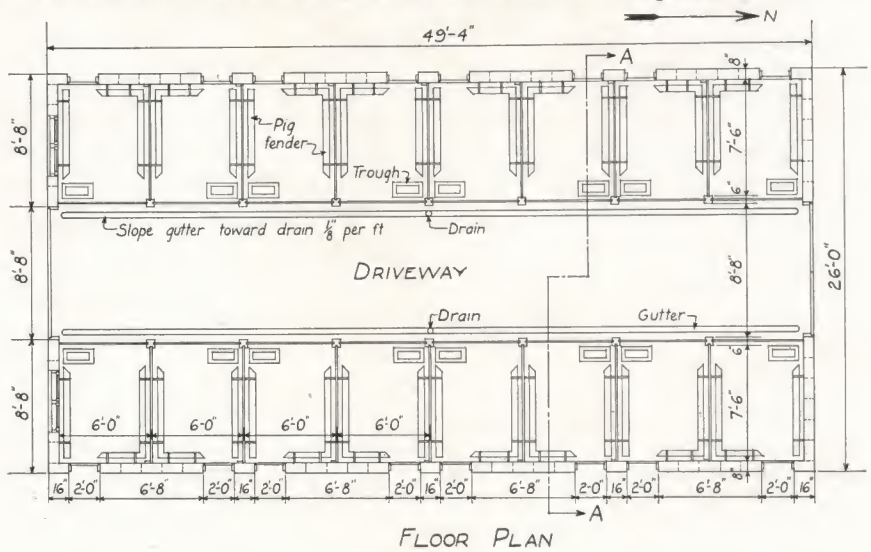 N
49'-4"
A
8"
8'-8"
Pig
fender
7'-6"
Trough
6"
Slope gutter toward drain ⅛" per ft
Drain
8'-8"
DRIVEWAY
8'-8"
26'-0"
Drain
Gutter
6"
8'-8"
6'-0"
6'-0"
6'-0"
6'-0"
7'-6"
8"
16" 2'-0" 6'-8" 2'-0" 16" 2'-0" 6'-8" 2'-0" 16" 2'-0" 6'-8" 2'-0" 16" 2'-0" 6'-8" 2'-0" 16"
A
FLOOR PLAN